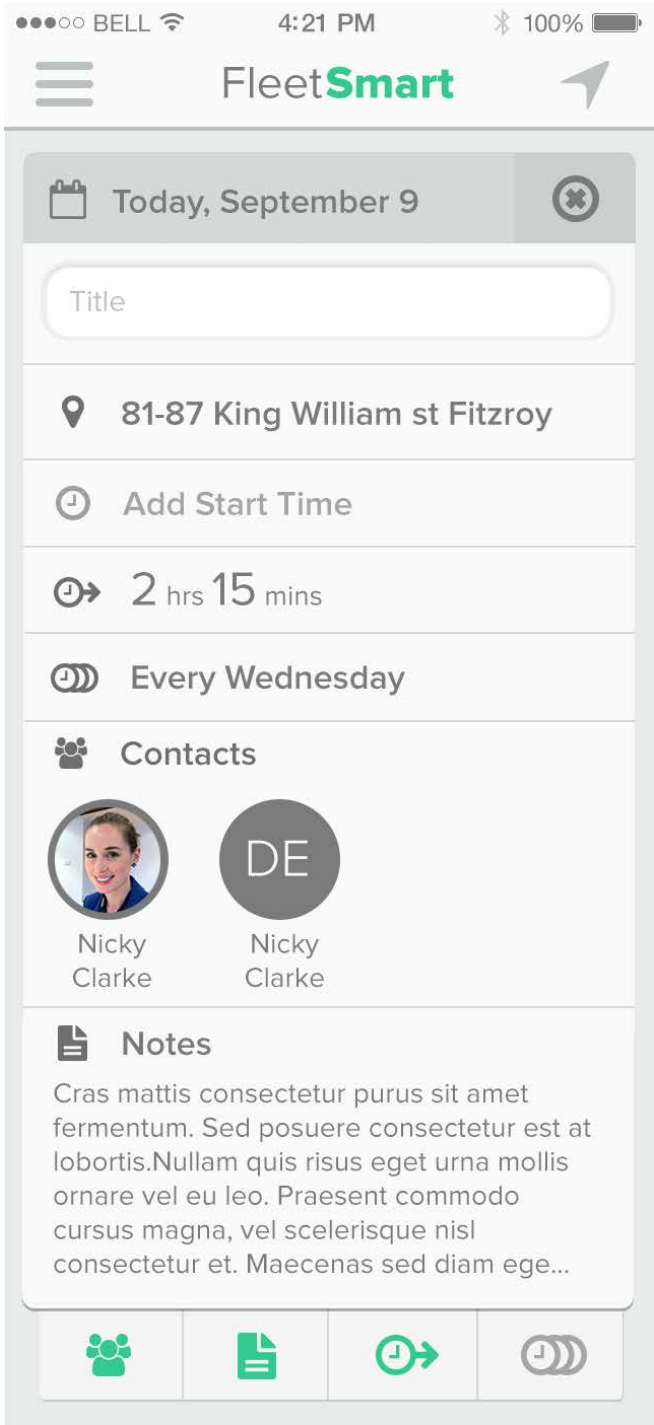 BELL 4:21 PM 100%
FleetSmart
Today, September 9
Title
81-87 King William st Fitzroy
Add Start Time
2 hrs 15 mins
Every Wednesday
Contacts
DE
Nicky Clarke
Nicky Clarke
Notes
Cras mattis consectetur purus sit amet
fermentum. Sed posuere consectetur est at
lobortis.Nullam quis risus eget urna mollis
ornare vel eu leo. Praesent commodo
cursus magna, vel scelerisque nisl
consectetur et. Maecenas sed diam ege...